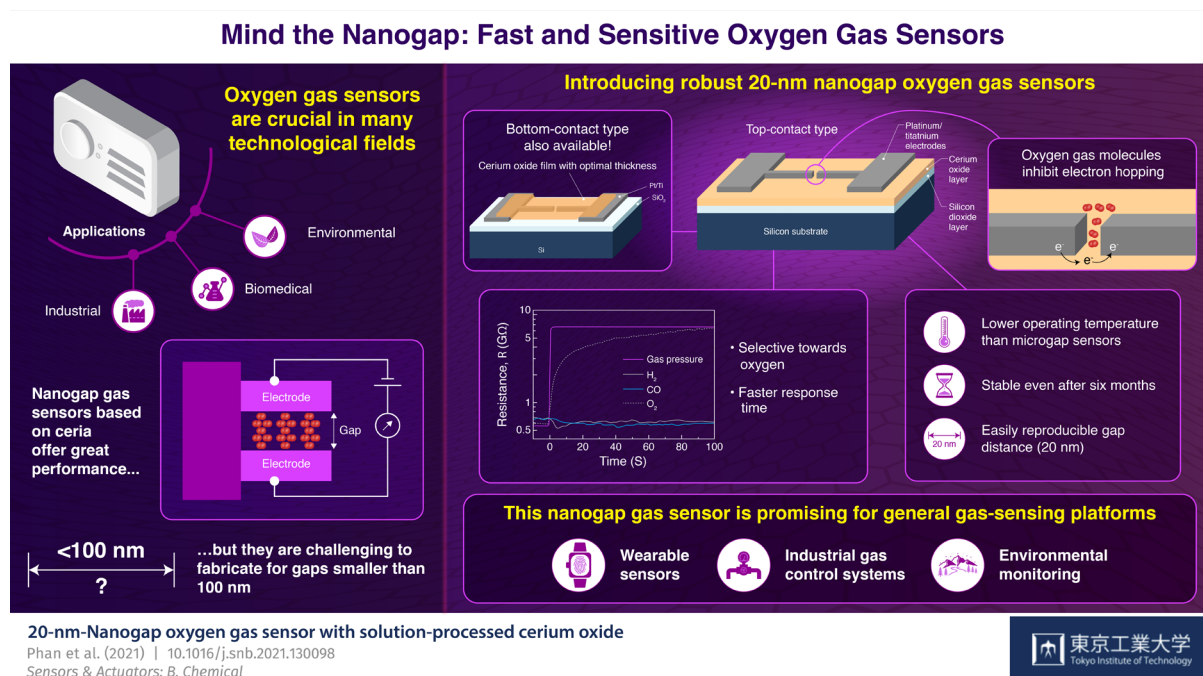 Mind the Nanogap: Fast and Sensitive Oxygen Gas Sensors
Oxygen gas sensors
are crucial in many
technological fields
Applications
Environmental
Biomedical
Industrial
Nanogap gas
sensors based
on ceria
offer great
performance...
Electrode
Gap
Electrode
<100 nm
?
...but they are challenging to
fabricate for gaps smaller than
100 nm
Introducing robust 20-nm nanogap oxygen gas sensors
Bottom-contact type
also available!
Cerium oxide film with optimal thickness
Pt/Ti
SiO₂
Si
Top-contact type
Platinum/
titatnium
electrodes
Cerium
oxide
layer
Silicon
dioxide
layer
Silicon substrate
Oxygen gas molecules
inhibit electron hopping
e⁻
e⁻
e⁻
Resistance, R (GΩ)
10
5
1
0.5
Gas pressure
H₂
CO
O₂
0 20 40 60 80 100
Time (S)
• Selective towards
oxygen
• Faster response
time
Lower operating temperature
than microgap sensors
Stable even after six months
20 nm
Easily reproducible gap
distance (20 nm)
This nanogap gas sensor is promising for general gas-sensing platforms
Wearable
sensors
Industrial gas
control systems
Environmental
monitoring
20-nm-Nanogap oxygen gas sensor with solution-processed cerium oxide
Phan et al. (2021) | 10.1016/j.snb.2021.130098
Sensors & Actuators: B. Chemical
東京工業大学
Tokyo Institute of Technology